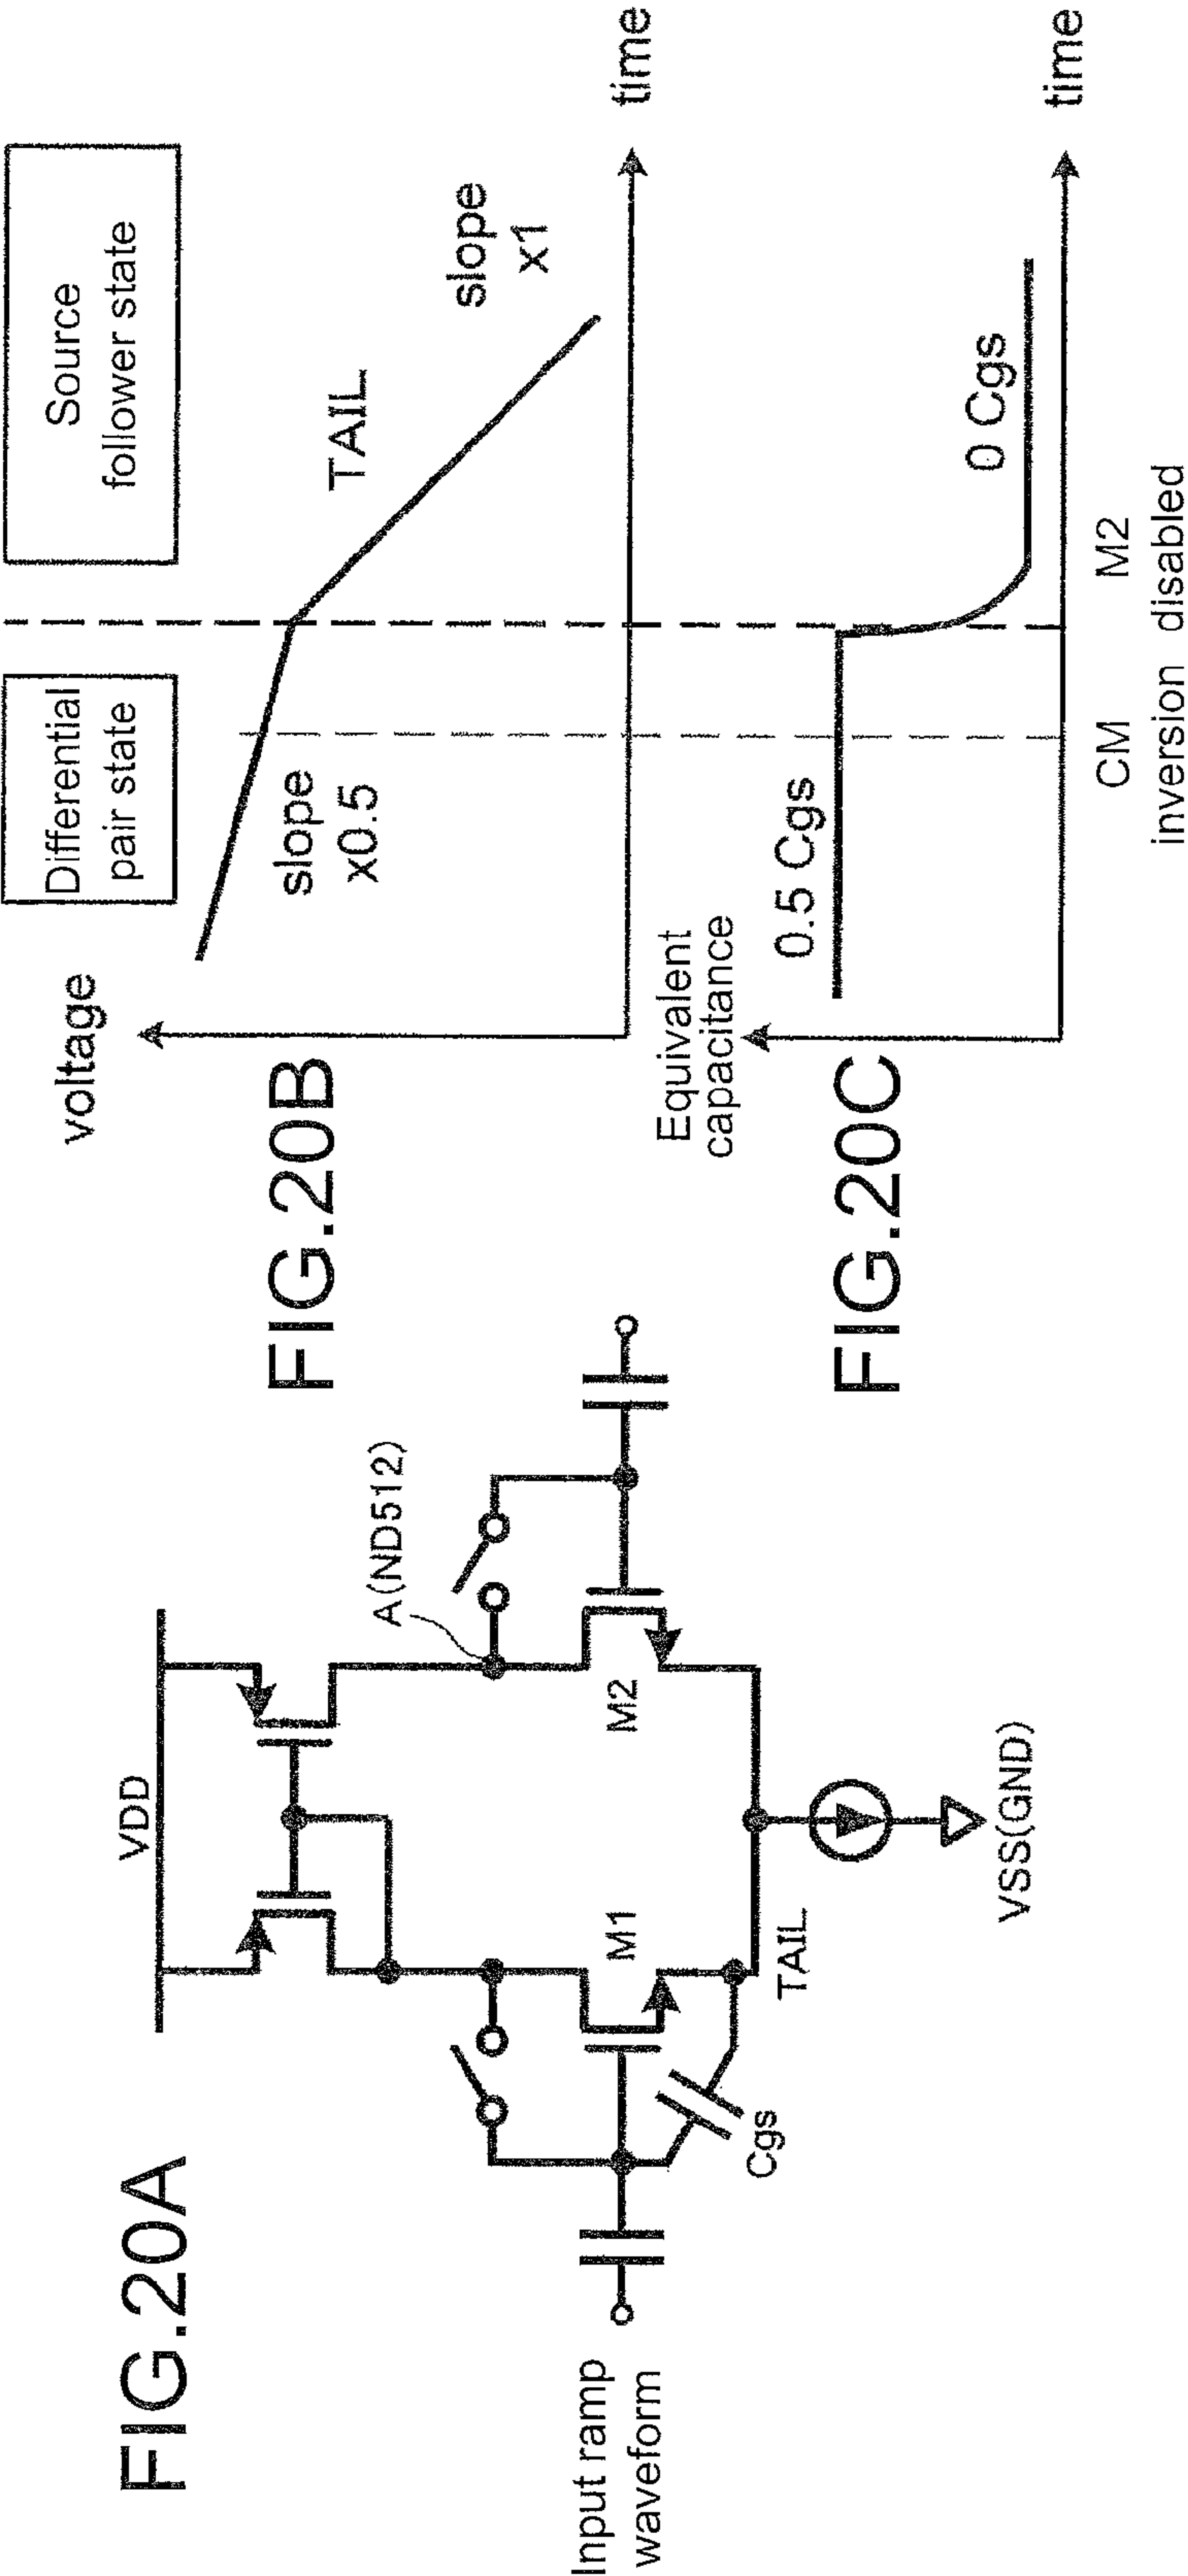 FIG.20A
VDD
A(ND512)
Input ramp
waveform
M1
M2
Cgs
TAIL
VSS(GND)
FIG.20B
voltage
Differential
pair state
Source
follower state
slope
x0.5
TAIL
slope
x1
time
FIG.20C
Equivalent
capacitance
0.5 Cgs
0 Cgs
time
CM M2
inversion disabled